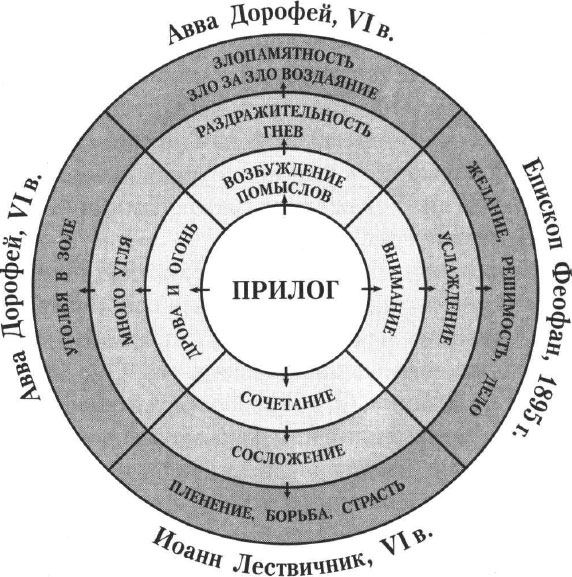 Авва Дорофей, VI в.
ЗЛОПАМЯТНОСТЬ
ЗЛО ЗА ЗЛО ВОЗДАЯНИЕ
РАЗДРАЖИТЕЛЬНОСТЬ
ГНЕВ
ВОЗБУЖДЕНИЕ
ПОМЫСЛОВ
Авва Дорофей, VI в.
УГОЛЬЯ В ЗОЛЕ
МНОГО УГЛЯ
ДРОВА И ОГОНЬ
ПРИЛОГ
ВНИМАНИЕ
УСЛАЖДЕНИЕ
ЖЕЛАНИЕ, РЕШИМОСТЬ, ДЕЛО
Епископ Феофан, 1895 г.
СОЧЕТАНИЕ
СОСЛОЖЕНИЕ
ПЛЕНЕНИЕ, БОРЬБА, СТРАСТЬ
Иоанн Лествичник, VI в.